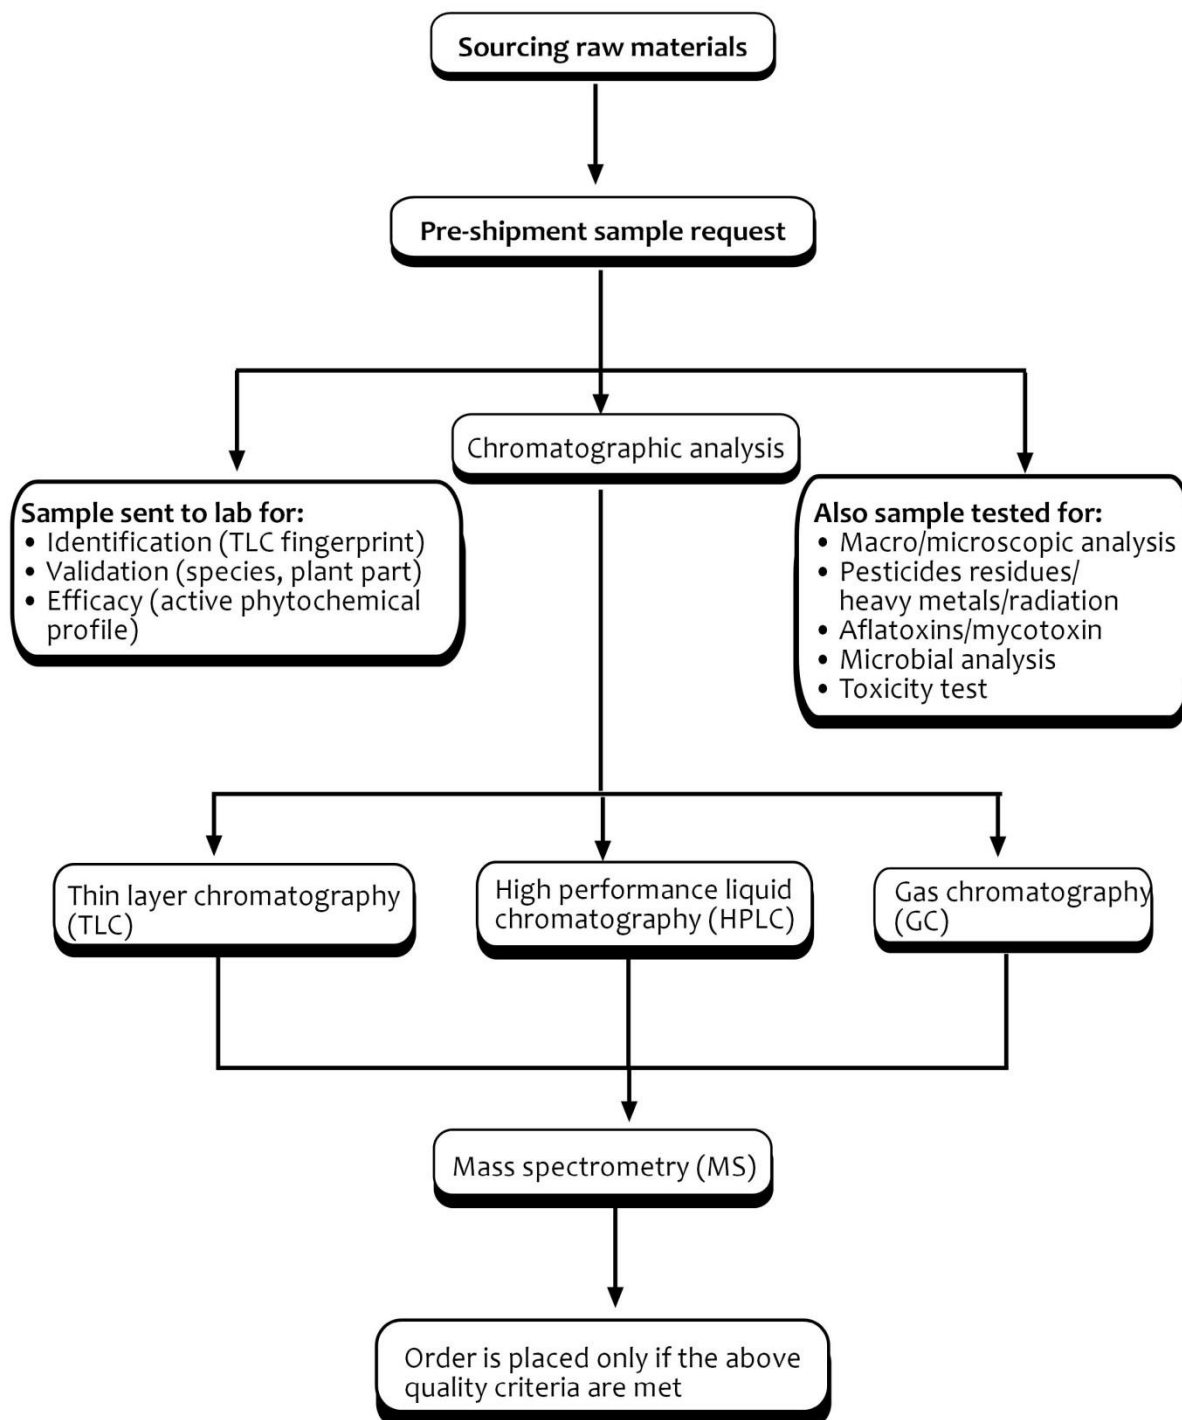 Sourcing raw materials
Pre-shipment sample request
Chromatographic analysis
Sample sent to lab for:
• Identification (TLC fingerprint)
• Validation (species, plant part)
• Efficacy (active phytochemical
profile)
Also sample tested for:
• Macro/microscopic analysis
• Pesticides residues/
heavy metals/radiation
• Aflatoxins/mycotoxin
• Microbial analysis
• Toxicity test
Thin layer chromatography
(TLC)
High performance liquid
chromatography (HPLC)
Gas chromatography
(GC)
Mass spectrometry (MS)
Order is placed only if the above
quality criteria are met